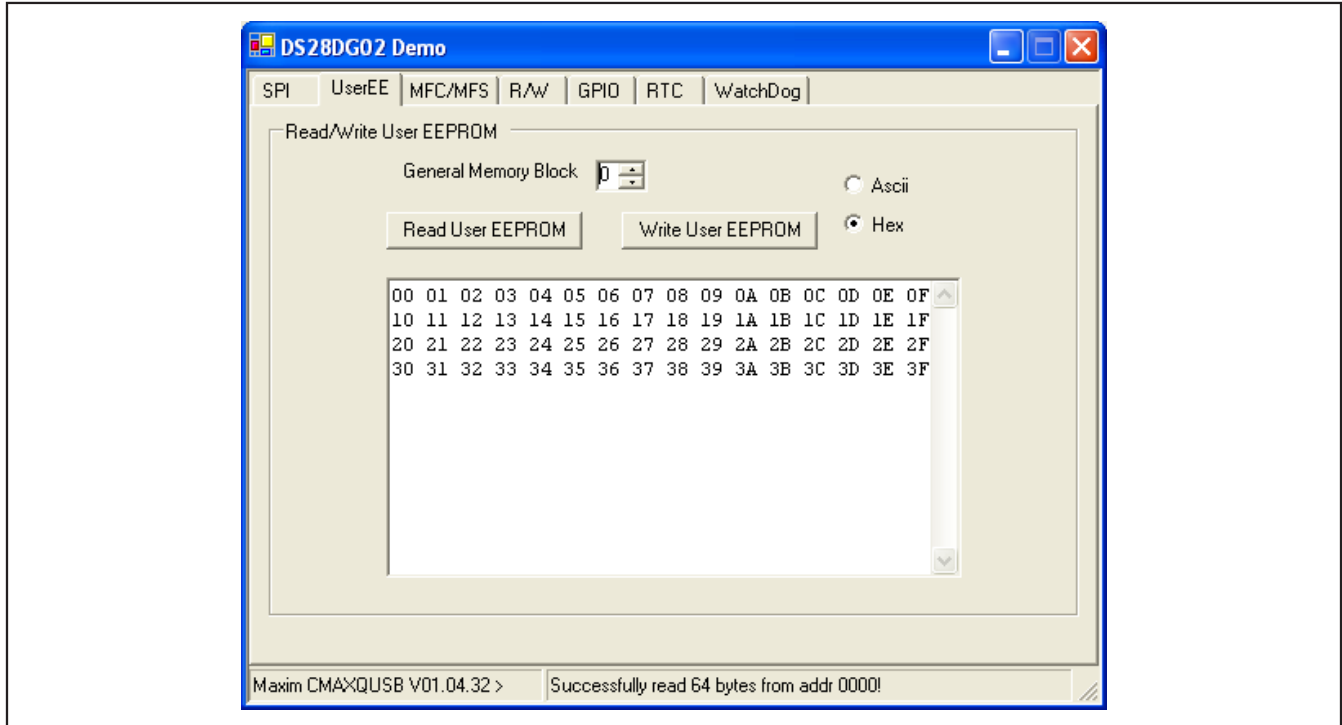 DS28DG02 Demo
SPI UserEE MFC/MFS R/W GPIO RTC WatchDog
Read/Write User EEPROM
General Memory Block 0
Ascii
Read User EEPROM Write User EEPROM Hex
00 01 02 03 04 05 06 07 08 09 0A 0B 0C 0D 0E 0F
10 11 12 13 14 15 16 17 18 19 1A 1B 1C 1D 1E 1F
20 21 22 23 24 25 26 27 28 29 2A 2B 2C 2D 2E 2F
30 31 32 33 34 35 36 37 38 39 3A 3B 3C 3D 3E 3F
Maxim CMAXQUSB V01.04.32 > Successfully read 64 bytes from addr 0000!